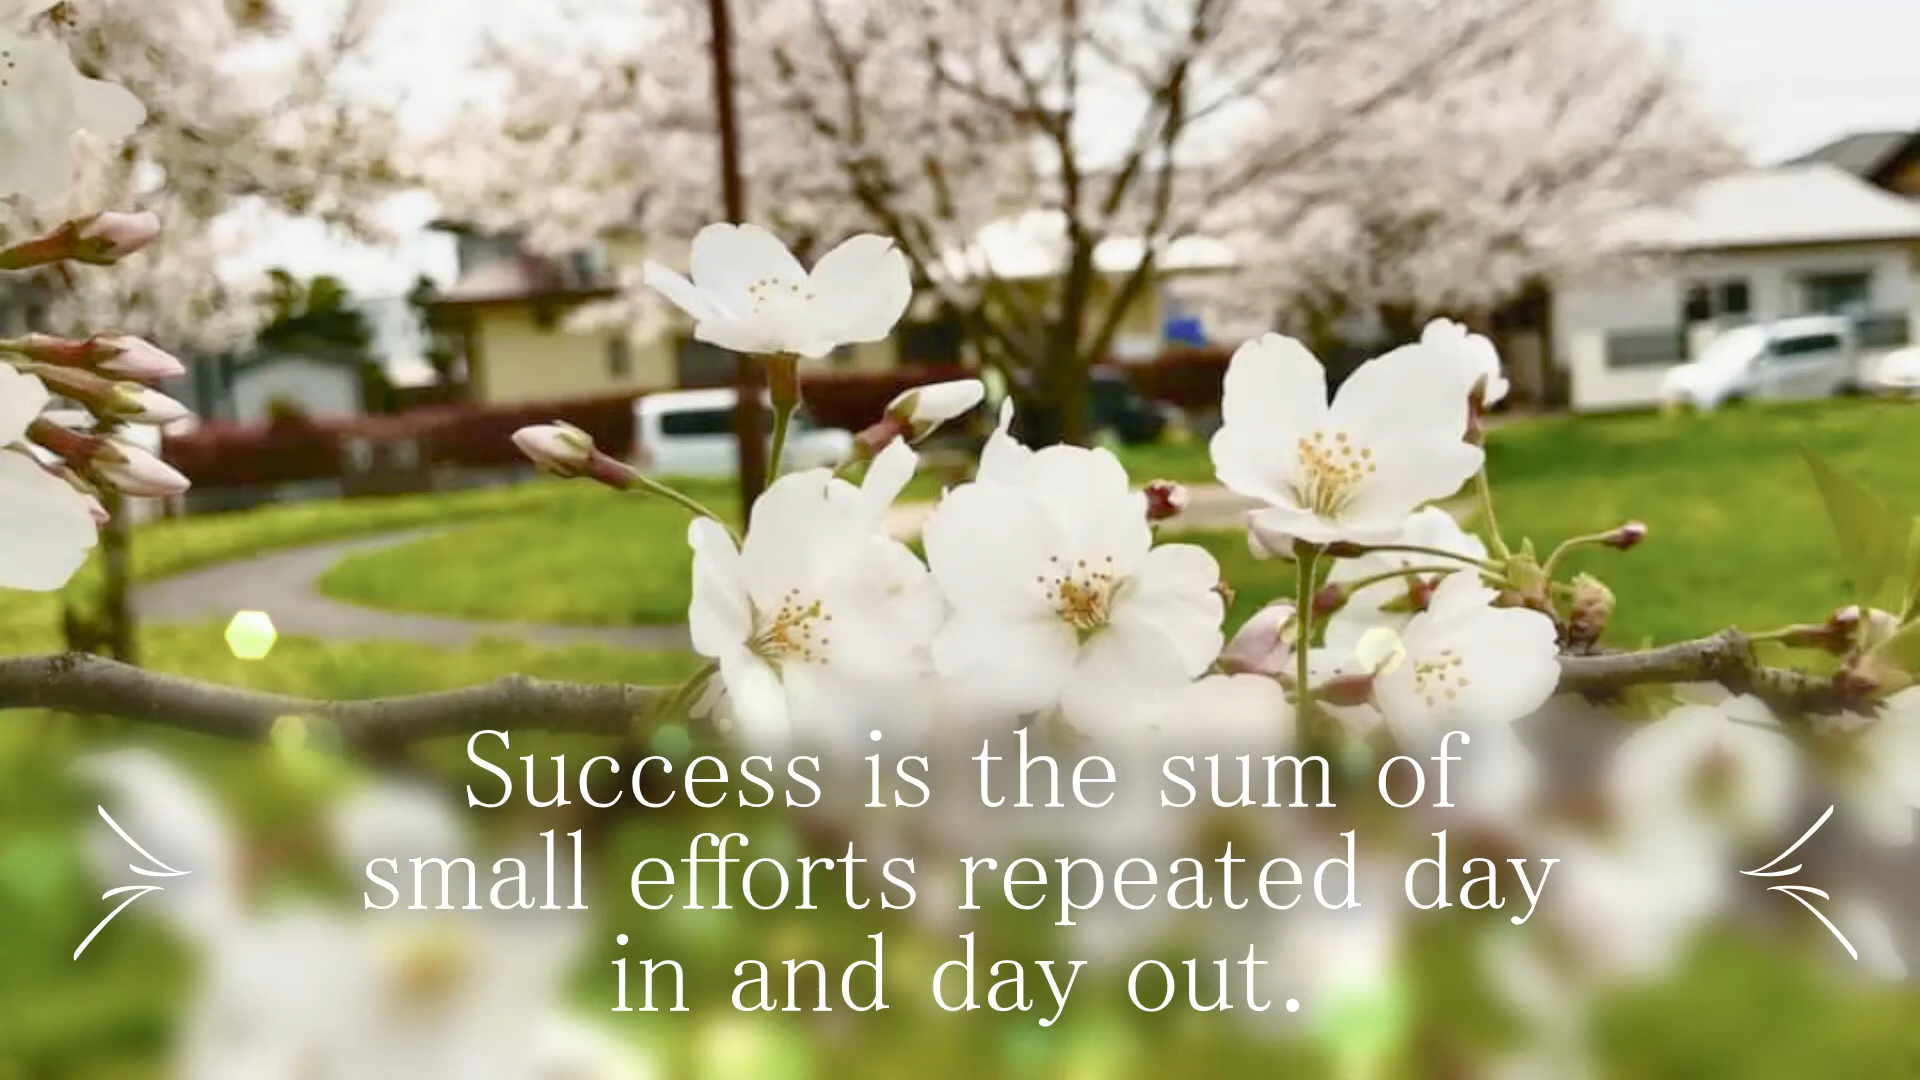 Success is the sum of
small efforts repeated day
in and day out.